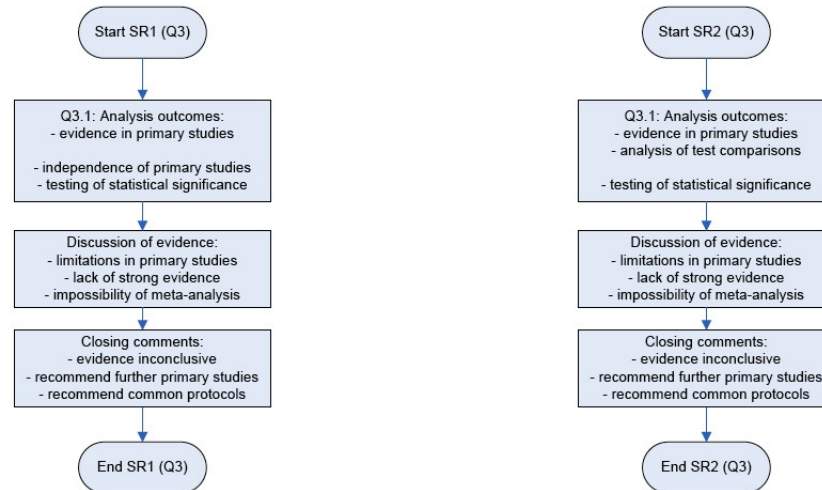 Start SR1 (Q3)
Q3.1: Analysis outcomes:
- evidence in primary studies
- independence of primary studies
- testing of statistical significance
Discussion of evidence:
- limitations in primary studies
- lack of strong evidence
- impossibility of meta-analysis
Closing comments:
- evidence inconclusive
- recommend further primary studies
- recommend common protocols
End SR1 (Q3)
Start SR2 (Q3)
Q3.1: Analysis outcomes:
- evidence in primary studies
- analysis of test comparisons
- testing of statistical significance
Discussion of evidence:
- limitations in primary studies
- lack of strong evidence
- impossibility of meta-analysis
Closing comments:
- evidence inconclusive
- recommend further primary studies
- recommend common protocols
End SR2 (Q3)